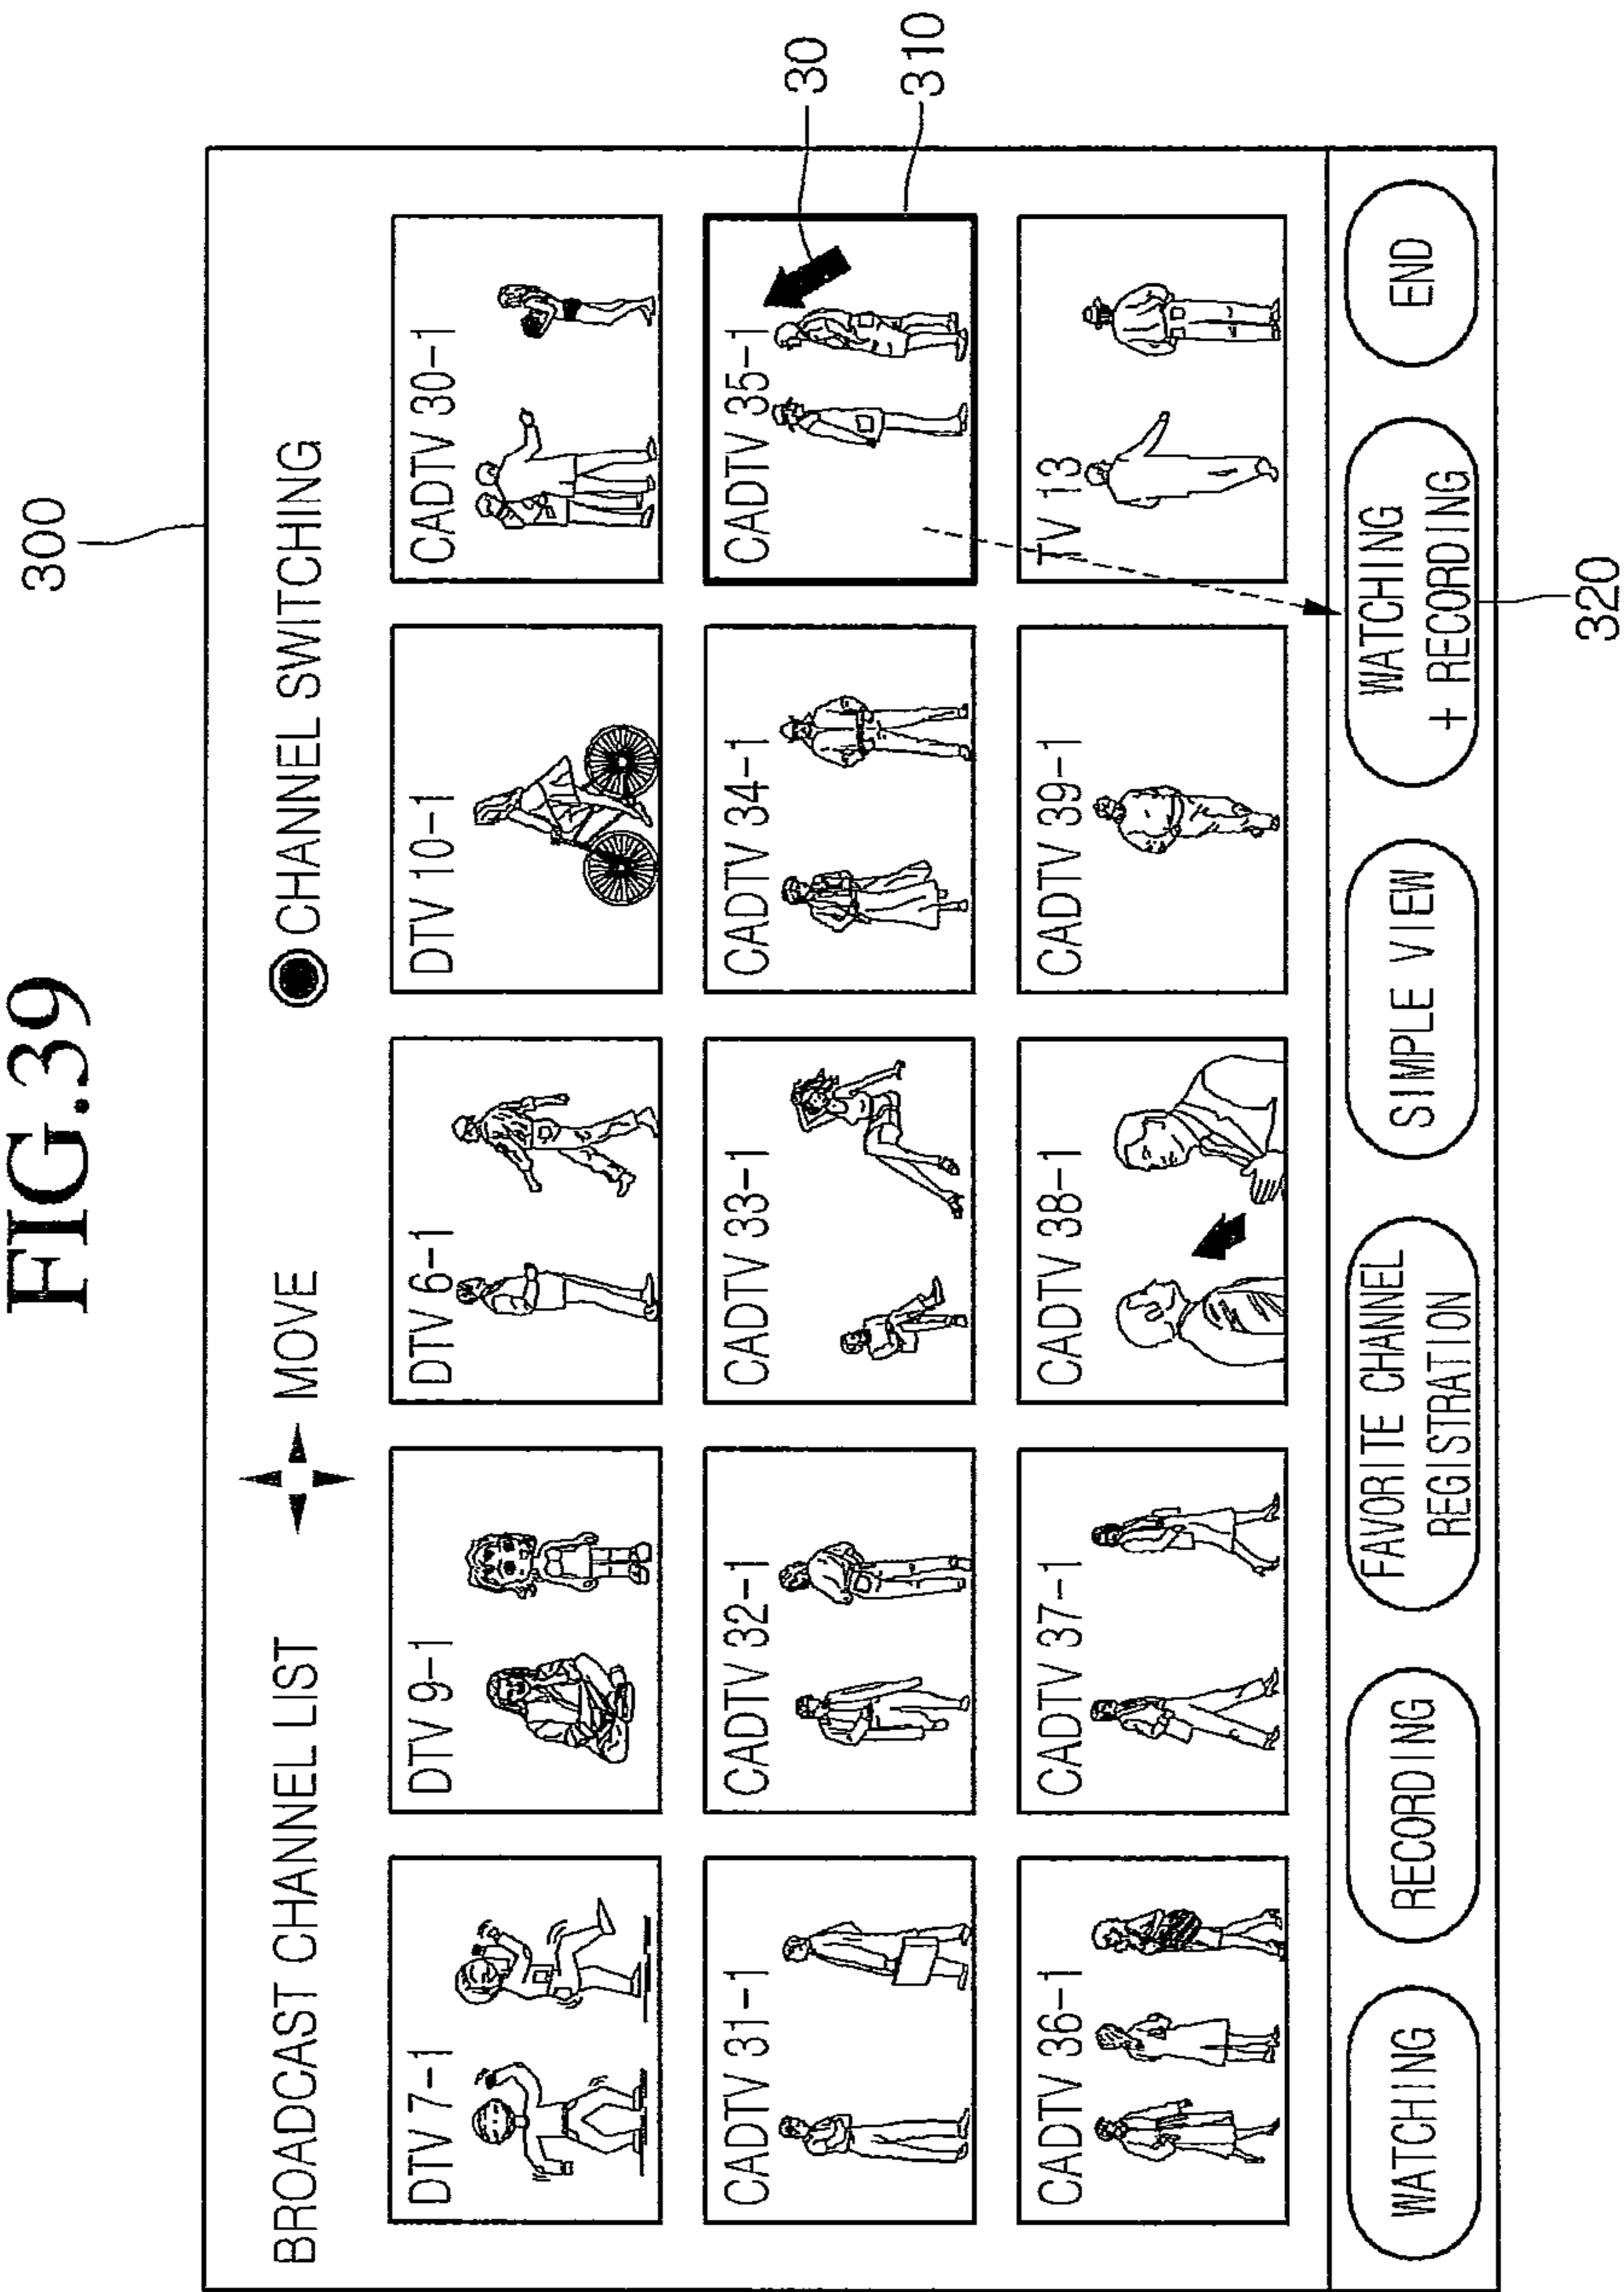 FIG.39
300
BROADCAST CHANNEL LIST
MOVE
CHANNEL SWITCHING
DTV 7-1
DTV 9-1
DTV 6-1
DTV 10-1
CADTV 30-1
CADTV 31-1
CADTV 32-1
CADTV 33-1
CADTV 34-1
CADTV 35-1
30
310
CADTV 36-1
CADTV 37-1
CADTV 38-1
CADTV 39-1
TV 13
WATCHING
RECORDING
FAVORITE CHANNEL
REGISTRATION
SIMPLE VIEW
WATCHING
+ RECORDING
END
320